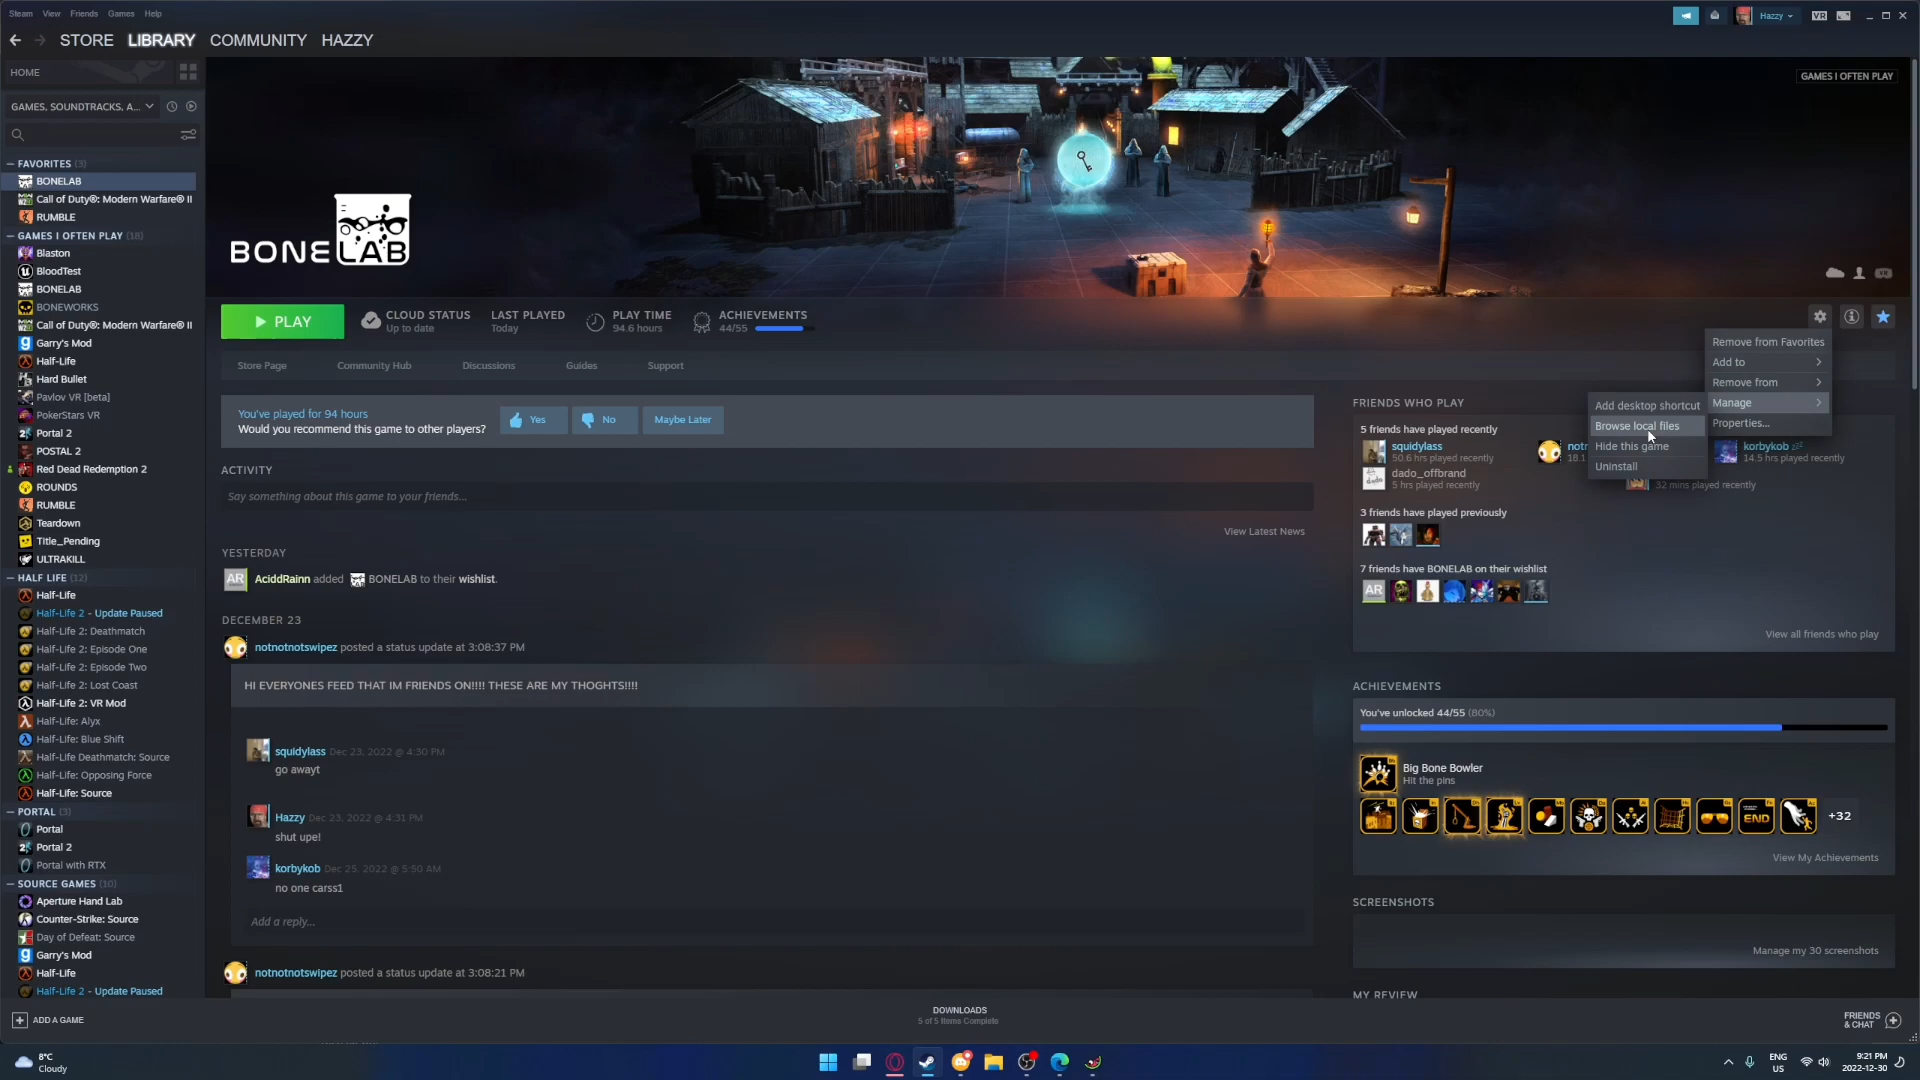 Steam View Friends Games Help
Hazzy
VR
STORE LIBRARY COMMUNITY HAZZY
HOME
GAMES, SOUNDTRACKS, A...
GAMES I OFTEN PLAY
FAVORITES (3)
BONELAB
Call of Duty®: Modern Warfare® II
RUMBLE
GAMES I OFTEN PLAY (18)
Blaston
BloodTest
BONELAB
BONEWORKS
Call of Duty®: Modern Warfare® II
Garry's Mod
Half-Life
Hard Bullet
Pavlov VR [beta]
PokerStars VR
Portal 2
POSTAL 2
Red Dead Redemption 2
ROUNDS
RUMBLE
Teardown
Title_Pending
ULTRAKILL
HALF LIFE (12)
Half-Life
Half-Life 2 - Update Paused
Half-Life 2: Deathmatch
Half-Life 2: Episode One
Half-Life 2: Episode Two
Half-Life 2: Lost Coast
Half-Life 2: VR Mod
Half-Life: Alyx
Half-Life: Blue Shift
Half-Life Deathmatch: Source
Half-Life: Opposing Force
Half-Life: Source
PORTAL (3)
Portal
Portal 2
Portal with RTX
SOURCE GAMES (10)
Aperture Hand Lab
Counter-Strike: Source
Day of Defeat: Source
Garry's Mod
Half-Life
Half-Life 2 - Update Paused
ADD A GAME
BONELAB
PLAY
CLOUD STATUS
Up to date
LAST PLAYED
Today
PLAY TIME
94.6 hours
ACHIEVEMENTS
44/55
Store Page Community Hub Discussions Guides Support
You've played for 94 hours
Would you recommend this game to other players?
Yes No Maybe Later
ACTIVITY
Say something about this game to your friends...
View Latest News
YESTERDAY
AR AciddRainn added BONELAB to their wishlist.
DECEMBER 23
notnotnotswipez posted a status update at 3:08:37 PM
HI EVERYONES FEED THAT IM FRIENDS ON!!!! THESE ARE MY THOGHTS!!!!
squidylass Dec 23, 2022 @ 4:30 PM
go awayt
Hazzy Dec 23, 2022 @ 4:31 PM
shut upe!
korbykob Dec 25, 2022 @ 5:50 AM
no one carss1
Add a reply...
notnotnotswipez posted a status update at 3:08:21 PM
Remove from Favorites
Add to
Remove from
Manage
Properties...
Add desktop shortcut
Browse local files
Hide this game
Uninstall
FRIENDS WHO PLAY
5 friends have played recently
squidylass
50.6 hrs played recently
notr
18.1
korbykob
14.5 hrs played recently
dado_offbrand
5 hrs played recently
32 mins played recently
3 friends have played previously
7 friends have BONELAB on their wishlist
AR
View all friends who play
ACHIEVEMENTS
You've unlocked 44/55 (80%)
Big Bone Bowler
Hit the pins
END
+32
View My Achievements
SCREENSHOTS
Manage my 30 screenshots
MY REVIEW
DOWNLOADS
5 of 5 Items Complete
FRIENDS
& CHAT
8°C
Cloudy
ENG
US
9:21 PM
2022-12-30